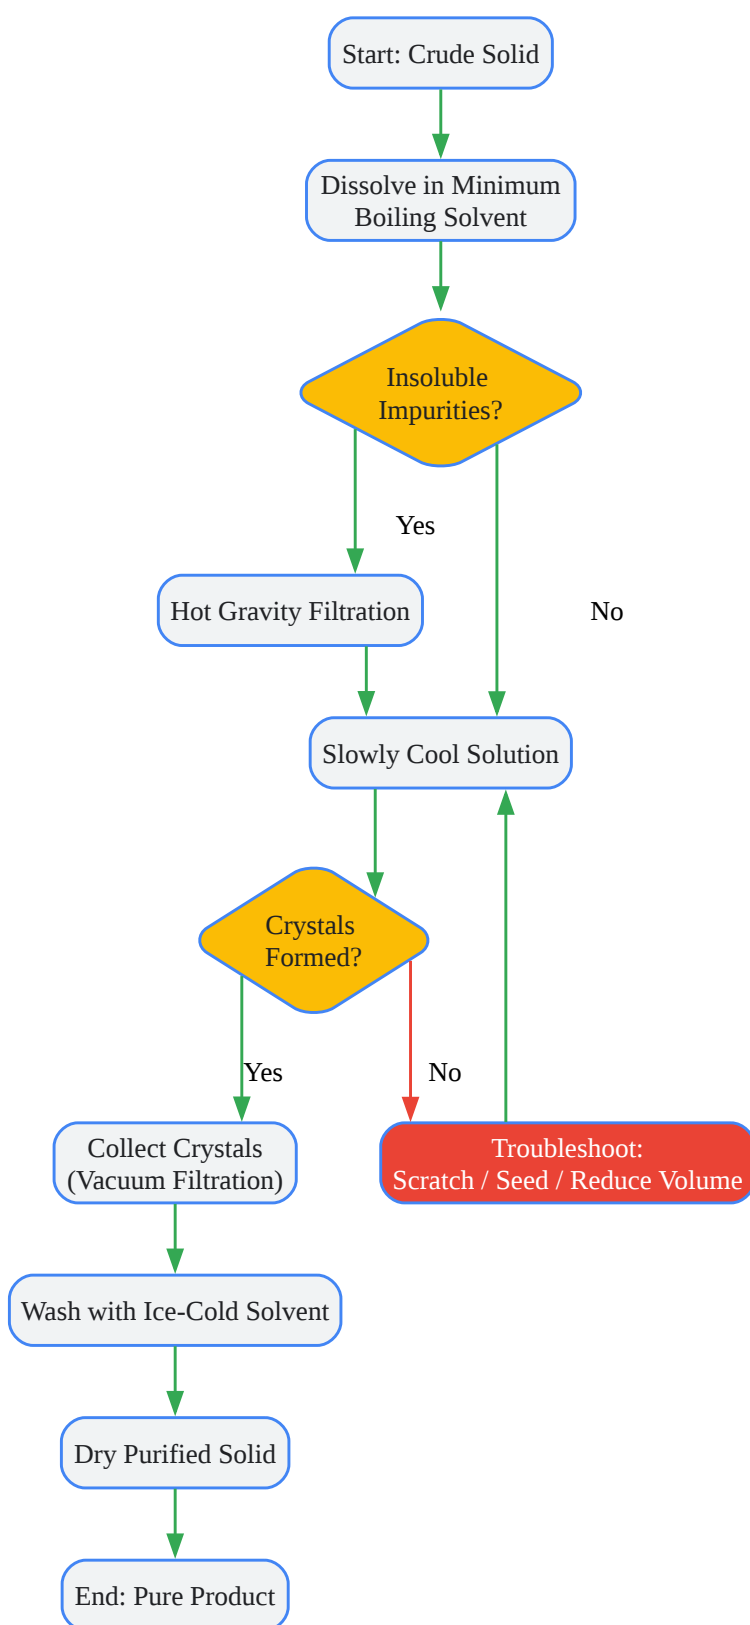 Start: Crude Solid
Dissolve in Minimum
Boiling Solvent
Insoluble
Impurities?
Yes
No
Hot Gravity Filtration
Slowly Cool Solution
Crystals
Formed?
Yes
No
Collect Crystals
(Vacuum Filtration)
Troubleshoot:
Scratch / Seed / Reduce Volume
Wash with Ice-Cold Solvent
Dry Purified Solid
End: Pure Product